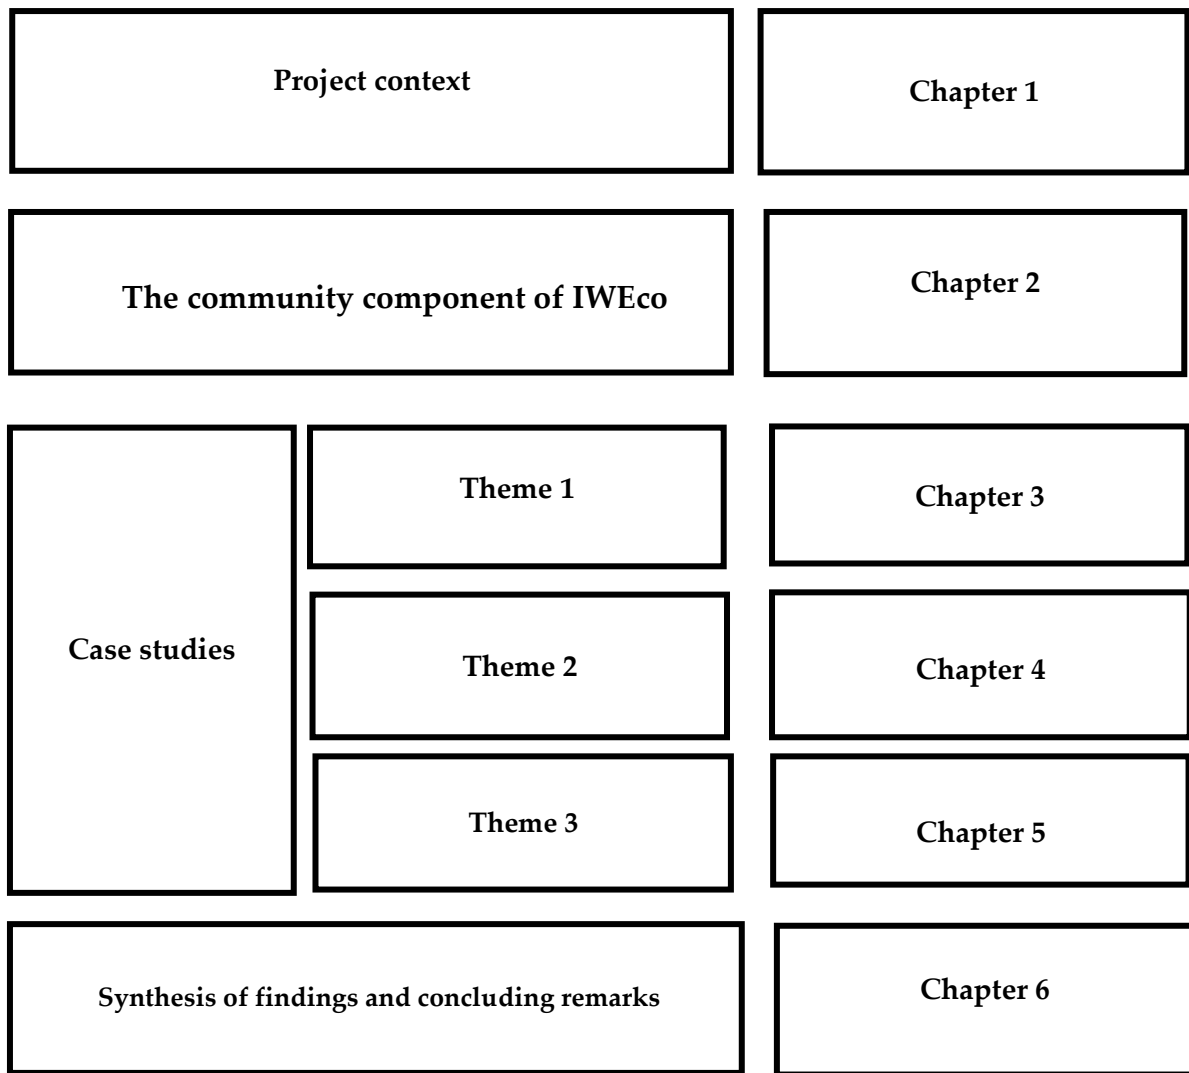 Project context
Chapter 1
The community component of IWEco
Chapter 2
Case studies
Theme 1
Chapter 3
Theme 2
Chapter 4
Theme 3
Chapter 5
Synthesis of findings and concluding remarks
Chapter 6